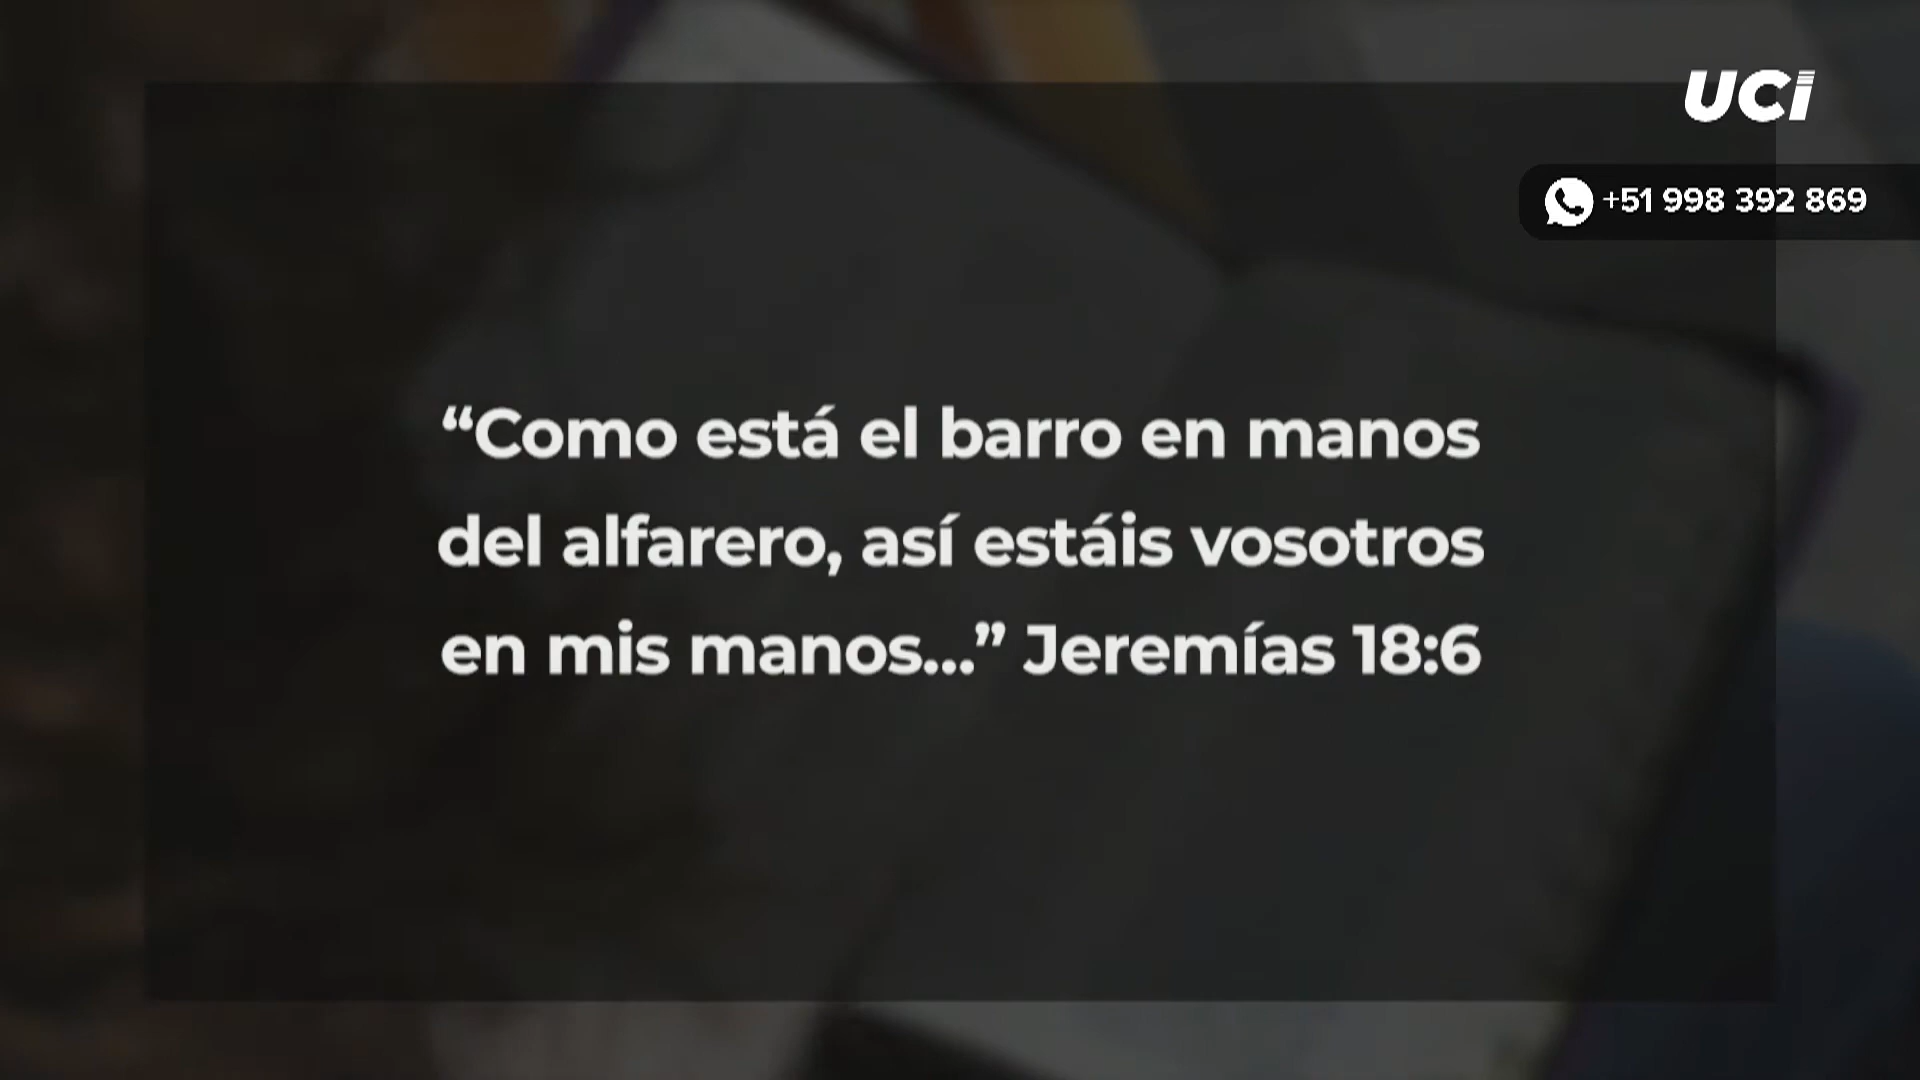 UCI
+51 998 392 869
“Como está el barro en manos
del alfarero, así estáis vosotros
en mis manos...” Jeremías 18:6